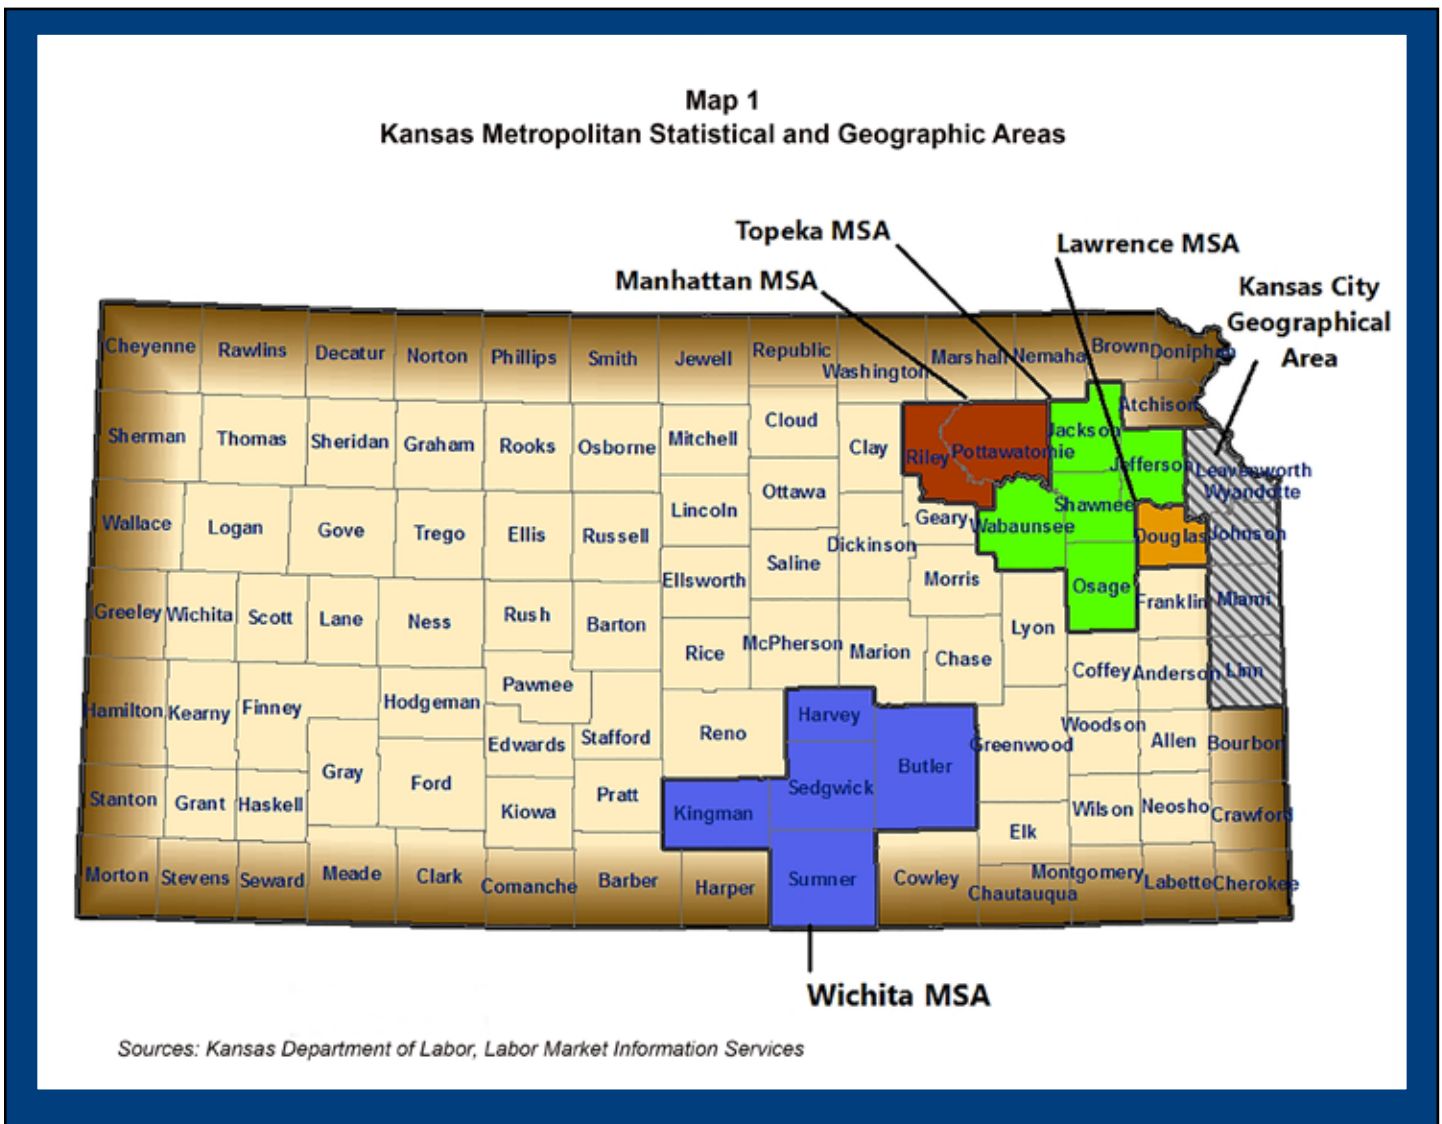 Map 1
Kansas Metropolitan Statistical and Geographic Areas
Topeka MSA
Lawrence MSA
Manhattan MSA
Kansas City
Geographical
Area
Cheyenne
Rawlins
Decatur
Norton
Phillips
Smith
Jewell
Republic
Washington
Marshall
Nemaha
Brown
Doniphan
Atchison
Sherman
Thomas
Sheridan
Graham
Rooks
Osborne
Mitchell
Cloud
Clay
Riley
Pottawatomie
Jackson
Jefferson
Leavenworth
Wyandotte
Wallace
Logan
Gove
Trego
Ellis
Russell
Lincoln
Ottawa
Saline
Dickinson
Geary
Wabaunsee
Shawnee
Douglas
Johnson
Greeley
Wichita
Scott
Lane
Ness
Rush
Barton
Ellsworth
Rice
McPherson
Marion
Morris
Chase
Lyon
Osage
Franklin
Miami
Hamilton
Kearny
Finney
Hodgeman
Pawnee
Edwards
Stafford
Reno
Harvey
Sedgwick
Butler
Greenwood
Coffey
Anderson
Linn
Woodson
Allen
Bourbon
Stanton
Grant
Haskell
Gray
Ford
Kiowa
Pratt
Kingman
Elk
Wilson
Neosho
Crawford
Morton
Stevens
Seward
Meade
Clark
Comanche
Barber
Harper
Sumner
Cowley
Chautauqua
Montgomery
Labette
Cherokee
Wichita MSA
Sources: Kansas Department of Labor, Labor Market Information Services